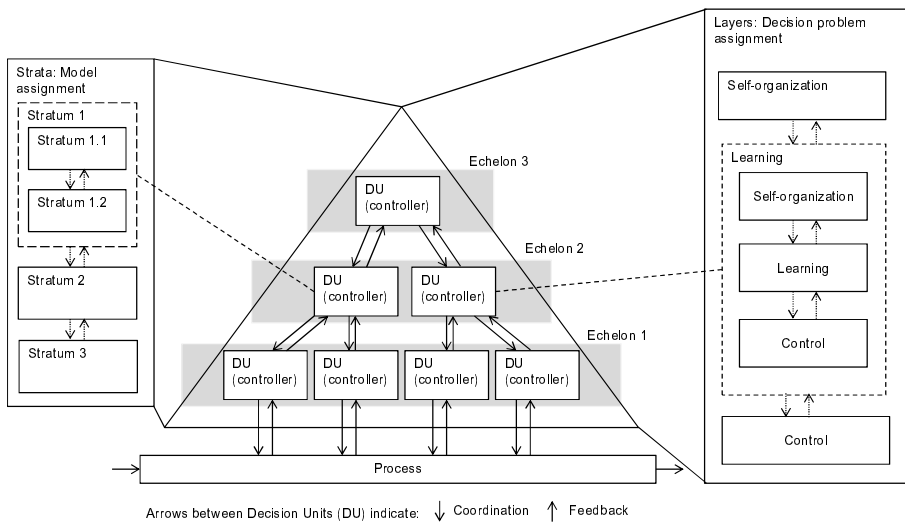 Strata: Model
assignment
Stratum 1
Stratum 1.1
Stratum 1.2
Stratum 2
Stratum 3
Echelon 3
DU
(controller)
Echelon 2
DU
(controller)
DU
(controller)
Echelon 1
DU
(controller)
DU
(controller)
DU
(controller)
DU
(controller)
Process
Layers: Decision problem
assignment
Self-organization
Learning
Self-organization
Learning
Control
Control
Arrows between Decision Units (DU) indicate: Coordination Feedback